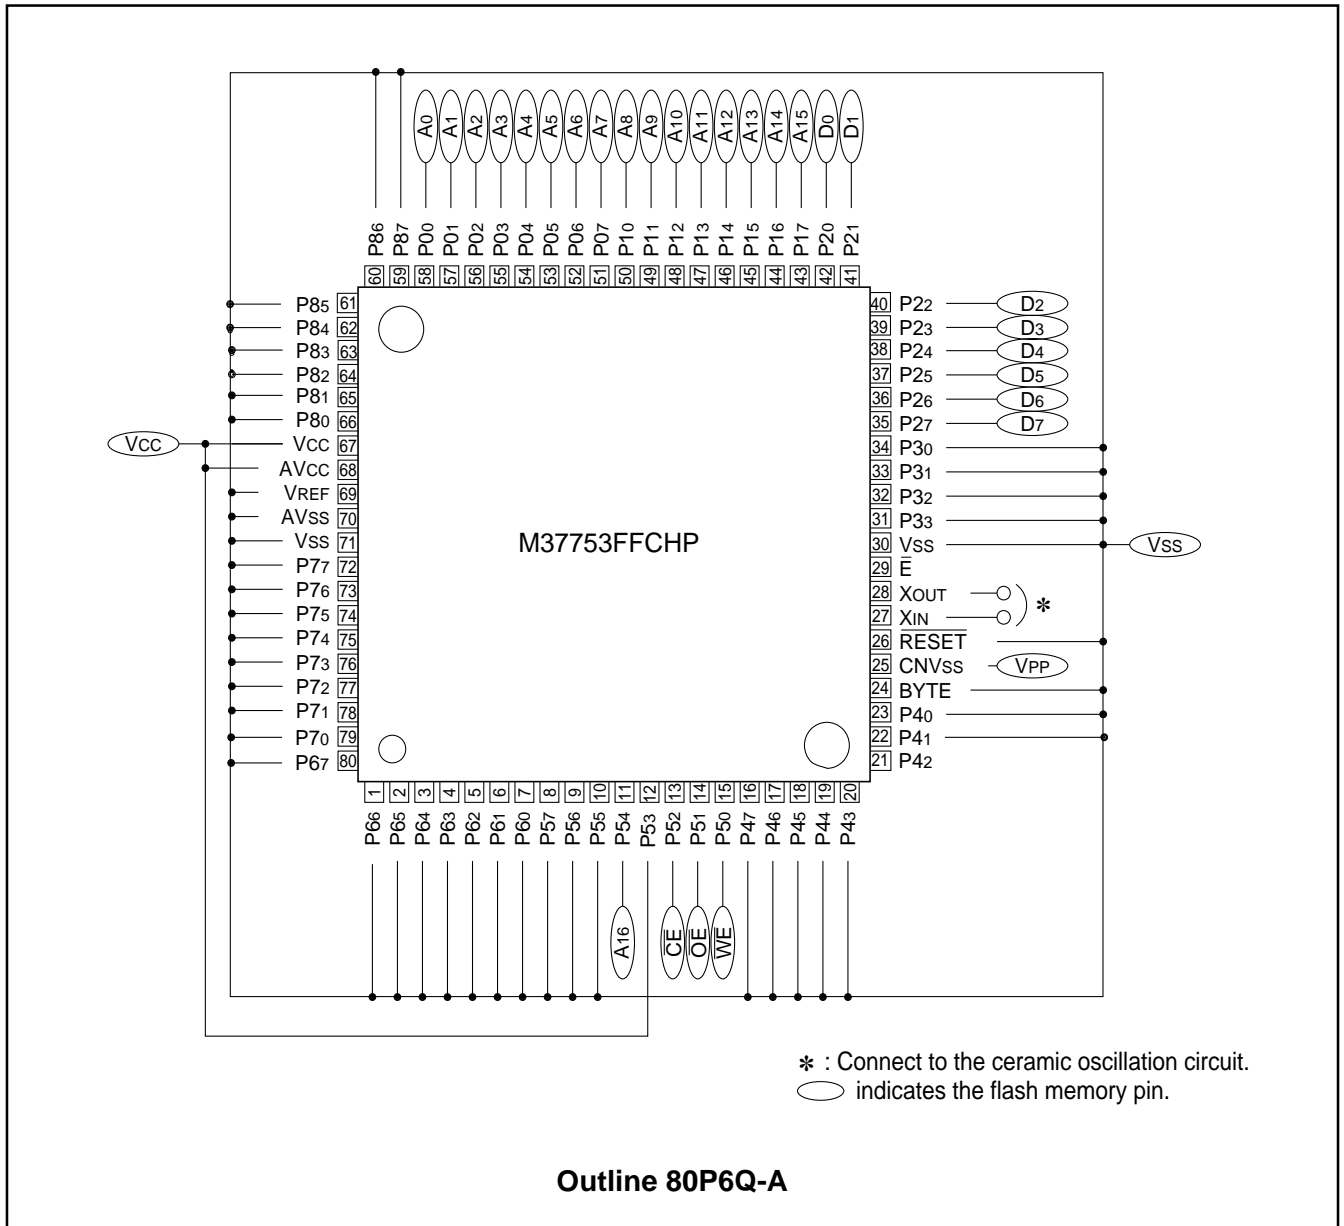 A0 A1 A2 A3 A4 A5 A6 A7 A8 A9 A10 A11 A12 A13 A14 A15 D0 D1
P86 P87 P00 P01 P02 P03 P04 P05 P06 P07 P10 P11 P12 P13 P14 P15 P16 P17 P20 P21
60 59 58 57 56 55 54 53 52 51 50 49 48 47 46 45 44 43 42 41
P85 61
P84 62
P83 63
P82 64
P81 65
P80 66
VCC VCC 67
AVCC 68
VREF 69
AVSS 70
VSS 71
P77 72
P76 73
P75 74
P74 75
P73 76
P72 77
P71 78
P70 79
P67 80
M37753FFCHP
40 P22 D2
39 P23 D3
38 P24 D4
37 P25 D5
36 P26 D6
35 P27 D7
34 P30
33 P31
32 P32
31 P33
30 VSS VSS
29 E̅
28 XOUT
27 XIN *
26 R̅E̅S̅E̅T̅
25 CNVSS VPP
24 BYTE
23 P40
22 P41
21 P42
1 2 3 4 5 6 7 8 9 10 11 12 13 14 15 16 17 18 19 20
P66 P65 P64 P63 P62 P61 P60 P57 P56 P55 P54 P53 P52 P51 P50 P47 P46 P45 P44 P43
A16 C̅E̅ O̅E̅ W̅E̅
* : Connect to the ceramic oscillation circuit.
indicates the flash memory pin.
Outline 80P6Q-A